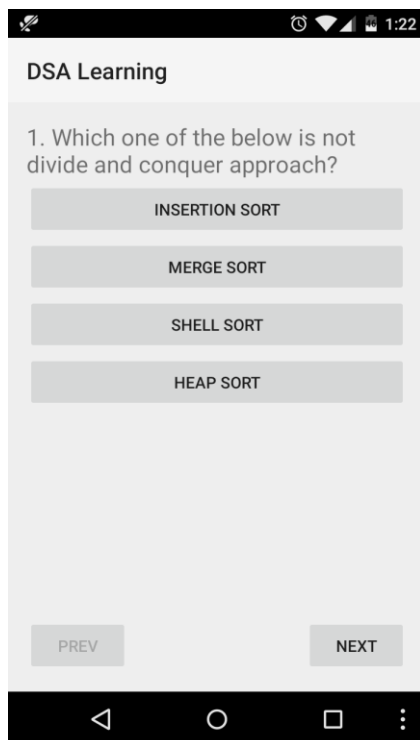 46 1:22
DSA Learning
1. Which one of the below is not
divide and conquer approach?
INSERTION SORT
MERGE SORT
SHELL SORT
HEAP SORT
PREV NEXT